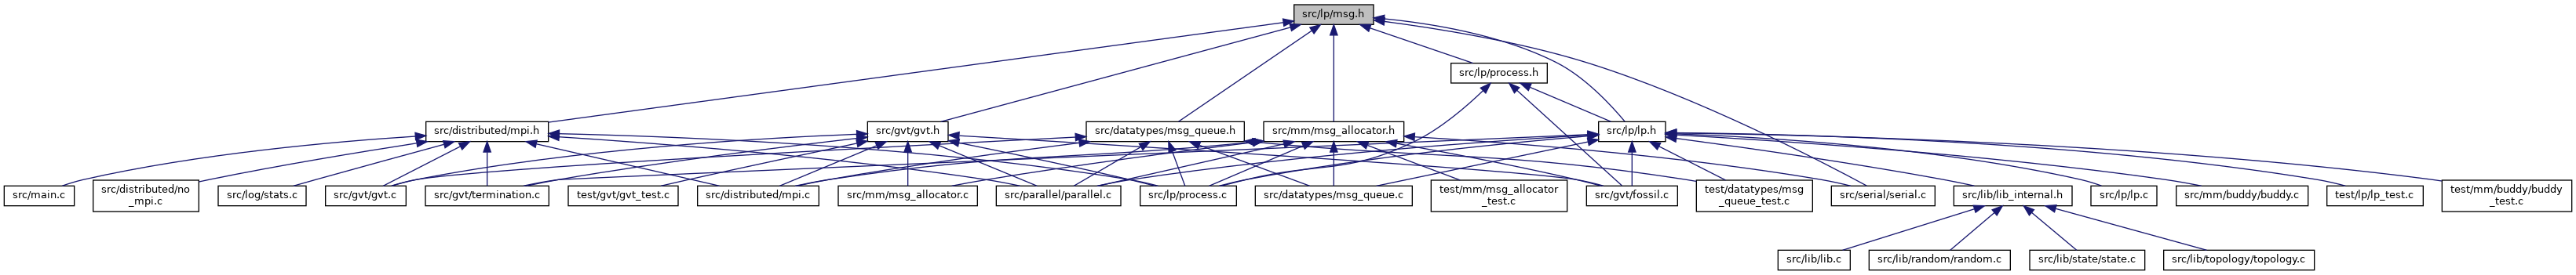 src/lp/msg.h
src/lp/process.h
src/distributed/mpi.h
src/gvt/gvt.h
src/datatypes/msg_queue.h
src/mm/msg_allocator.h
src/lp/lp.h
src/main.c
src/distributed/no
_mpi.c
src/log/stats.c
src/gvt/gvt.c
src/gvt/termination.c
test/gvt/gvt_test.c
src/distributed/mpi.c
src/mm/msg_allocator.c
src/parallel/parallel.c
src/lp/process.c
src/datatypes/msg_queue.c
test/mm/msg_allocator
_test.c
src/gvt/fossil.c
test/datatypes/msg
_queue_test.c
src/serial/serial.c
src/lib/lib_internal.h
src/lp/lp.c
src/mm/buddy/buddy.c
test/lp/lp_test.c
test/mm/buddy/buddy
_test.c
src/lib/lib.c
src/lib/random/random.c
src/lib/state/state.c
src/lib/topology/topology.c